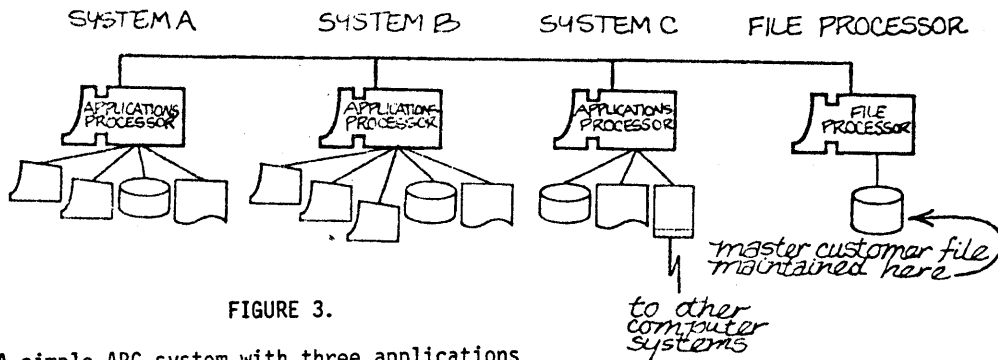 SYSTEM A SYSTEM B SYSTEM C FILE PROCESSOR
APPLICATIONS PROCESSOR
APPLICATIONS PROCESSOR
APPLICATIONS PROCESSOR
FILE PROCESSOR
master customer file
maintained here
to other
computer
systems
FIGURE 3.
A simple ARC system with three applications